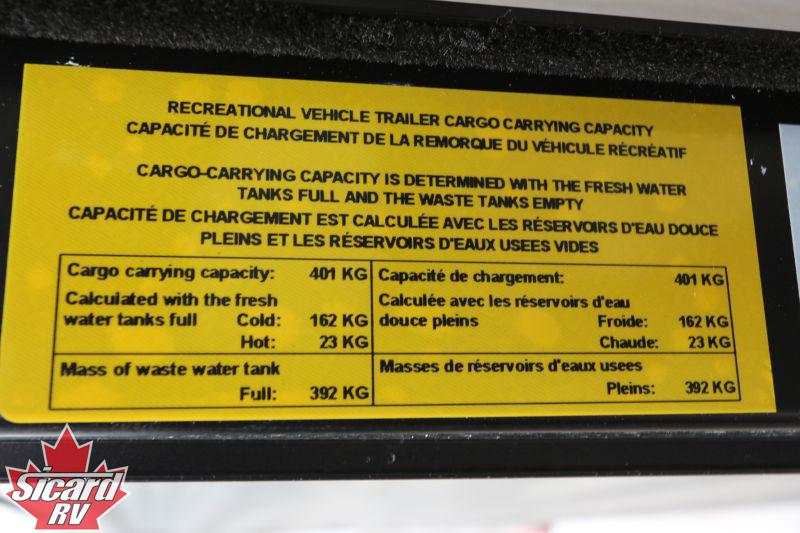 RECREATIONAL VEHICLE TRAILER CARGO CARRYING CAPACITY
CAPACITÉ DE CHARGEMENT DE LA REMORQUE DU VÉHICULE RÉCRÉATIF
CARGO-CARRYING CAPACITY IS DETERMINED WITH THE FRESH WATER
TANKS FULL AND THE WASTE TANKS EMPTY
CAPACITÉ DE CHARGEMENT EST CALCULÉE AVEC LES RÉSERVOIRS D'EAU DOUCE
PLEINS ET LES RÉSERVOIRS D'EAUX USEES VIDES
Cargo carrying capacity: 401 KG
Calculated with the fresh
water tanks full Cold: 162 KG
Hot: 23 KG
Mass of waste water tank
Full: 392 KG
Capacité de chargement: 401 KG
Calculée avec les réservoirs d'eau
douce pleins Froide: 162 KG
Chaude: 23 KG
Masses de réservoirs d'eaux usees
Pleins: 392 KG
Sicard
RV